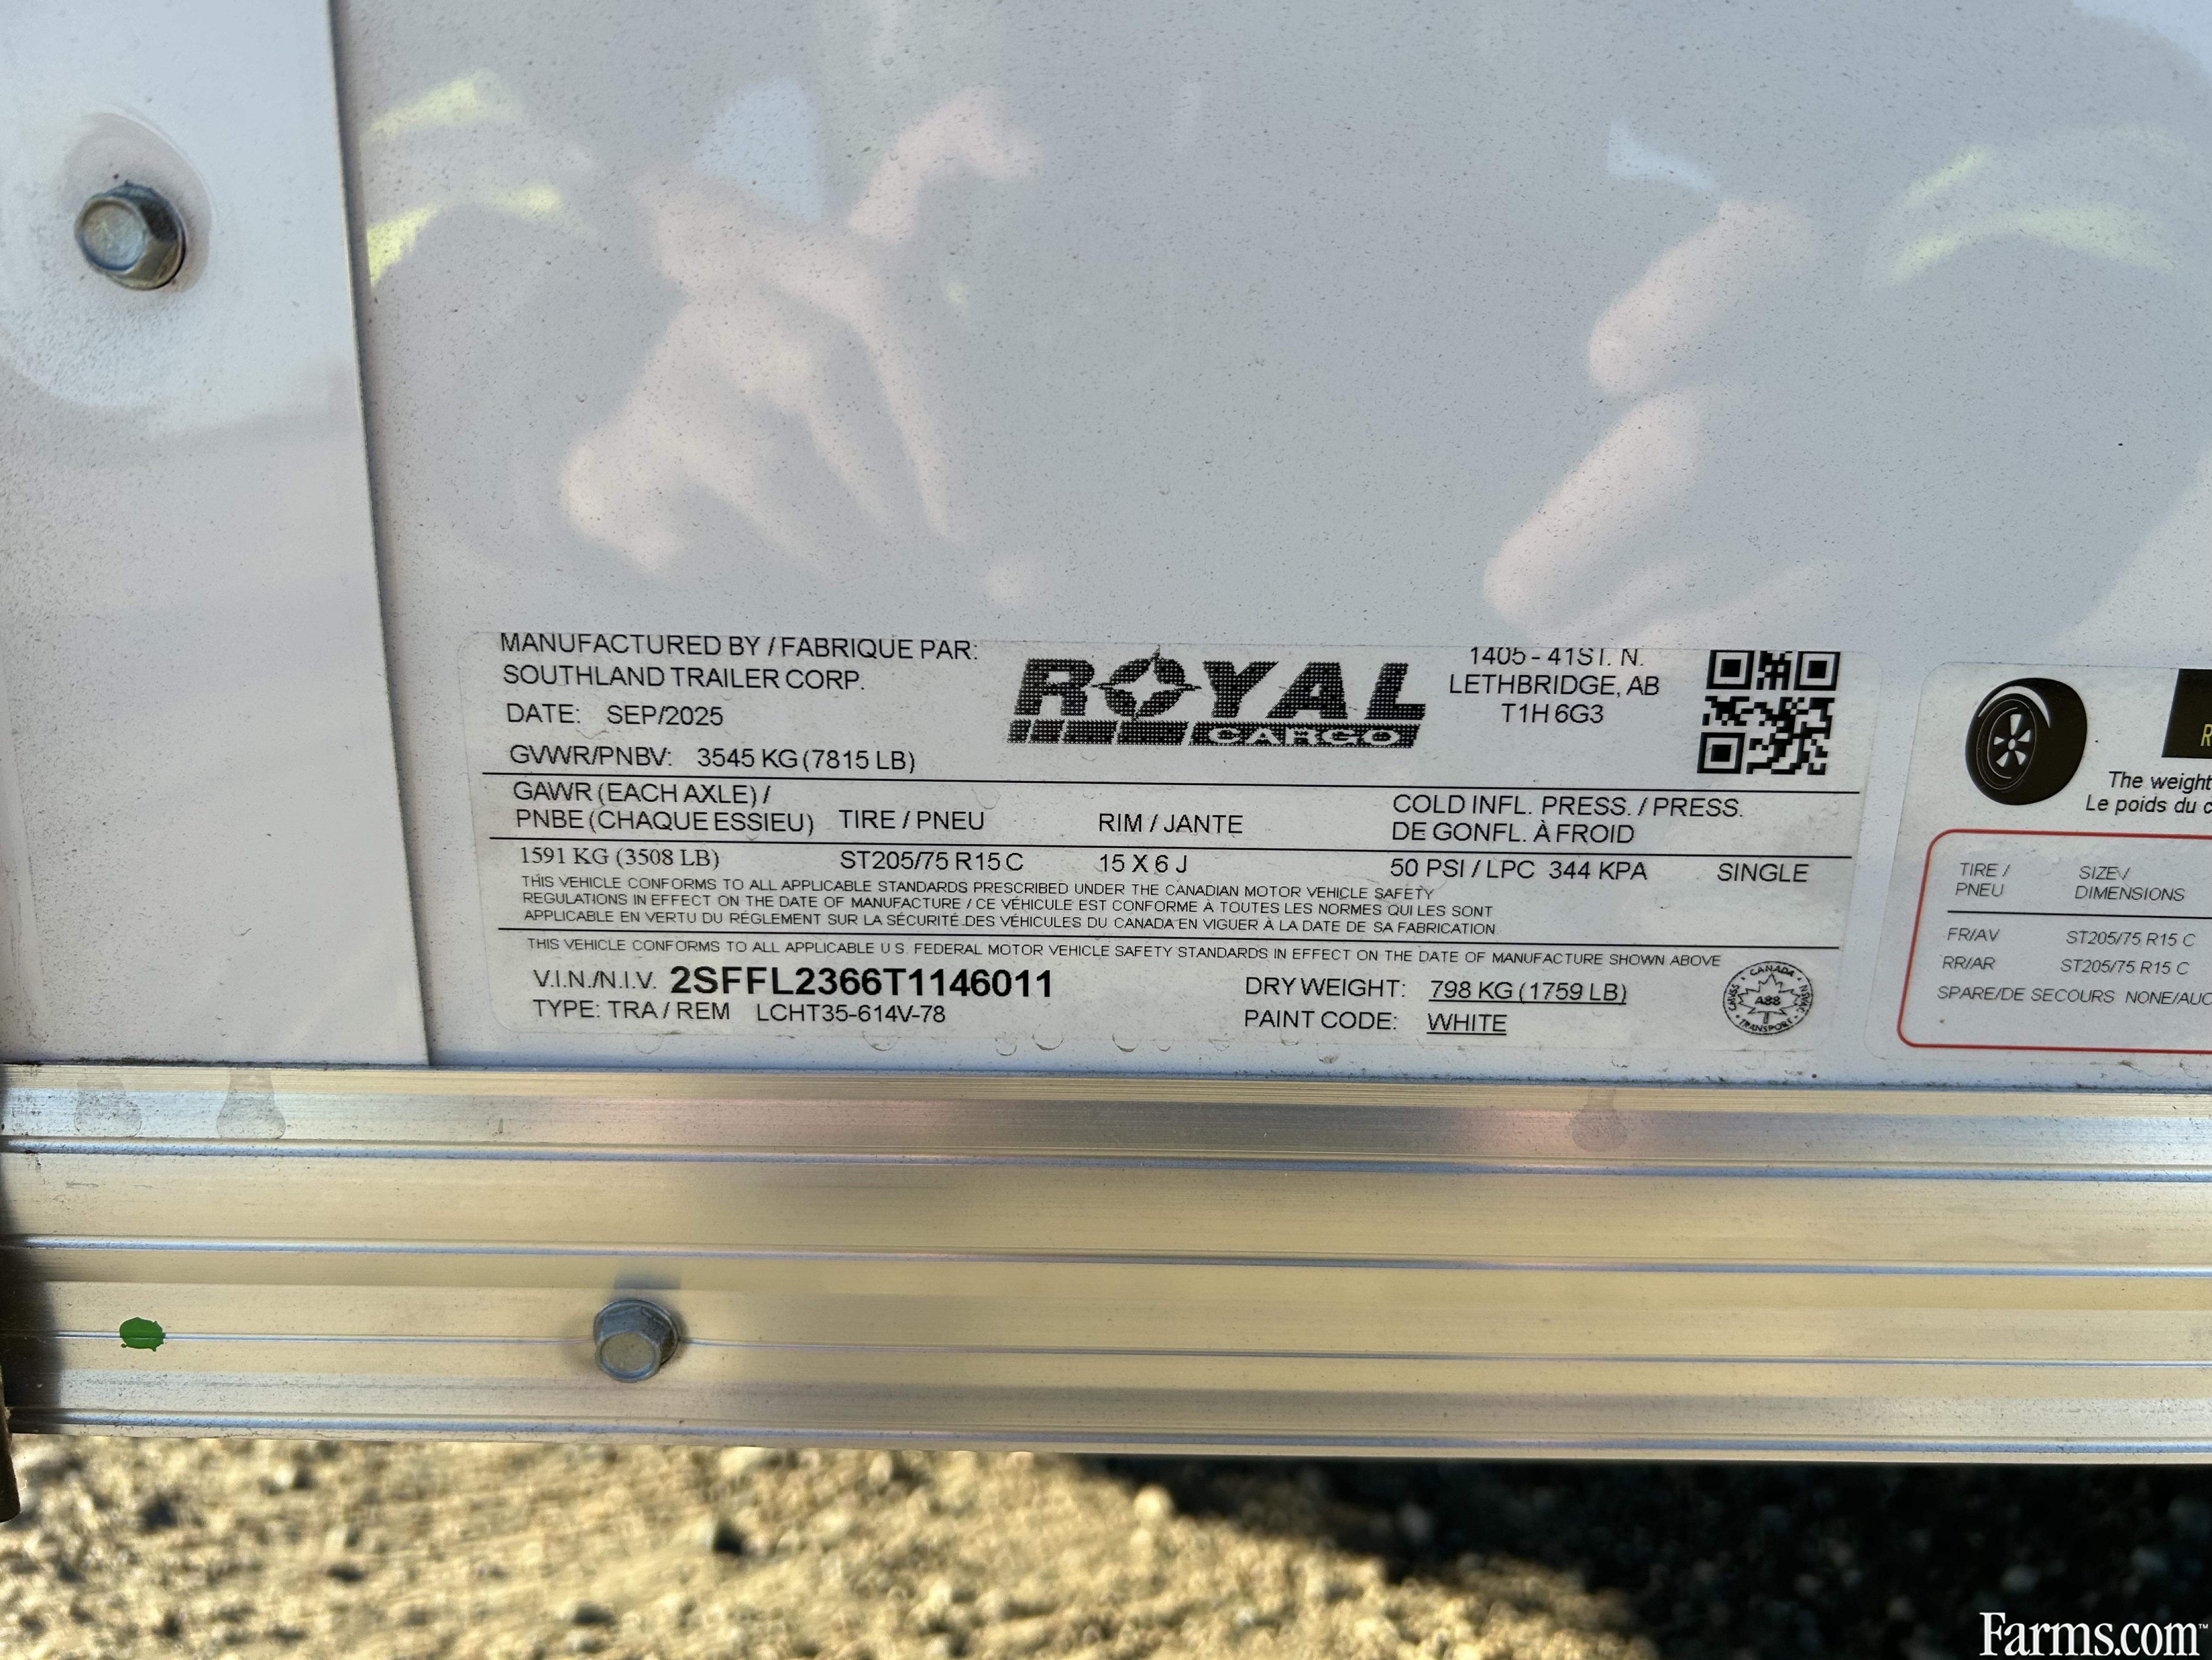 MANUFACTURED BY / FABRIQUE PAR:
SOUTHLAND TRAILER CORP.
DATE: SEP/2025
GVWR/PNBV: 3545 KG (7815 LB)
ROYAL
CARGO
1405 - 41ST. N.
LETHBRIDGE, AB
T1H 6G3
GAWR (EACH AXLE) /
PNBE (CHAQUE ESSIEU) TIRE / PNEU RIM / JANTE
COLD INFL. PRESS. / PRESS.
DE GONFL. À FROID
1591 KG (3508 LB) ST205/75 R15 C 15 X 6 J 50 PSI / LPC 344 KPA SINGLE
THIS VEHICLE CONFORMS TO ALL APPLICABLE STANDARDS PRESCRIBED UNDER THE CANADIAN MOTOR VEHICLE SAFETY
REGULATIONS IN EFFECT ON THE DATE OF MANUFACTURE / CE VÉHICULE EST CONFORME À TOUTES LES NORMES QUI LES SONT
APPLICABLE EN VERTU DU RÉGLEMENT SUR LA SÉCURITÉ DES VÉHICULES DU CANADA EN VIGUER À LA DATE DE SA FABRICATION
THIS VEHICLE CONFORMS TO ALL APPLICABLE U.S. FEDERAL MOTOR VEHICLE SAFETY STANDARDS IN EFFECT ON THE DATE OF MANUFACTURE SHOWN ABOVE
V.I.N./N.I.V. 2SFFL2366T1146011
TYPE: TRA / REM LCHT35-614V-78
DRY WEIGHT: 798 KG (1759 LB)
PAINT CODE: WHITE
CANADA
A88
TRANSPORT
The weight
Le poids du c
TIRE /
PNEU
SIZE /
DIMENSIONS
FR/AV ST205/75 R15 C
RR/AR ST205/75 R15 C
SPARE/DE SECOURS NONE/AUC
Farms.com™